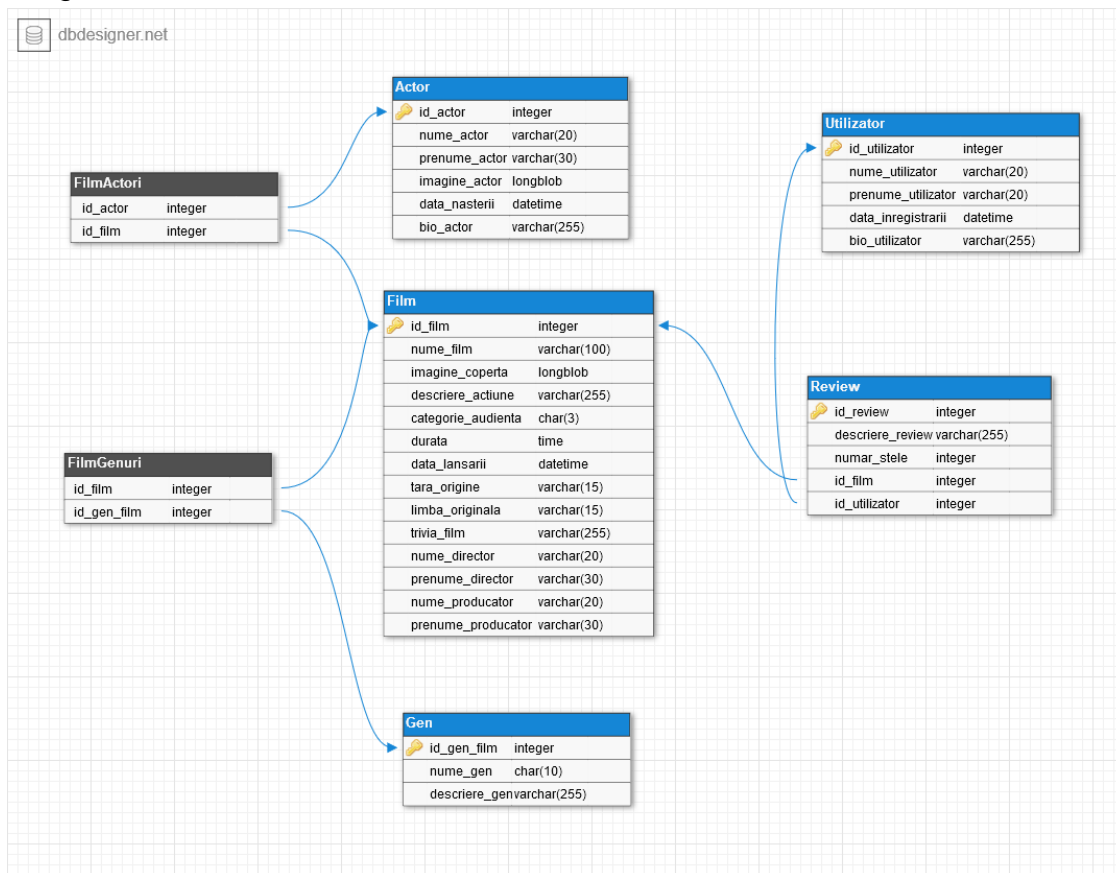 dbdesigner.net
Actor
id_actor integer
nume_actor varchar(20)
prenume_actor varchar(30)
imagine_actor longblob
data_nasterii datetime
bio_actor varchar(255)
Utilizator
id_utilizator integer
nume_utilizator varchar(20)
prenume_utilizator varchar(20)
data_inregistrarii datetime
bio_utilizator varchar(255)
FilmActori
id_actor integer
id_film integer
Film
id_film integer
nume_film varchar(100)
imagine_coperta longblob
descriere_actiune varchar(255)
categorie_audienta char(3)
durata time
data_lansarii datetime
tara_origine varchar(15)
limba_originala varchar(15)
trivia_film varchar(255)
nume_director varchar(20)
prenume_director varchar(30)
nume_producator varchar(20)
prenume_producator varchar(30)
Review
id_review integer
descriere_review varchar(255)
numar_stele integer
id_film integer
id_utilizator integer
FilmGenuri
id_film integer
id_gen_film integer
Gen
id_gen_film integer
nume_gen char(10)
descriere_gen varchar(255)